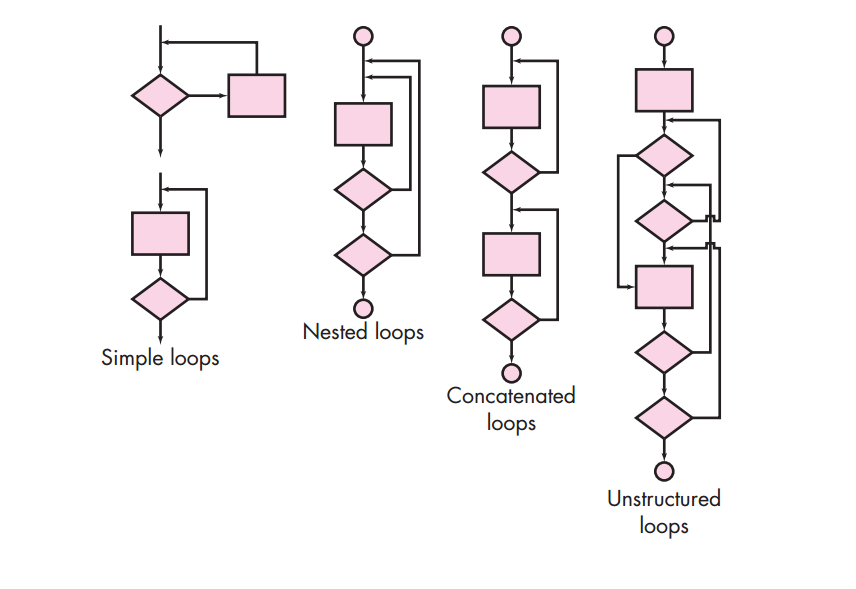 Simple loops
Nested loops
Concatenated
loops
Unstructured
loops